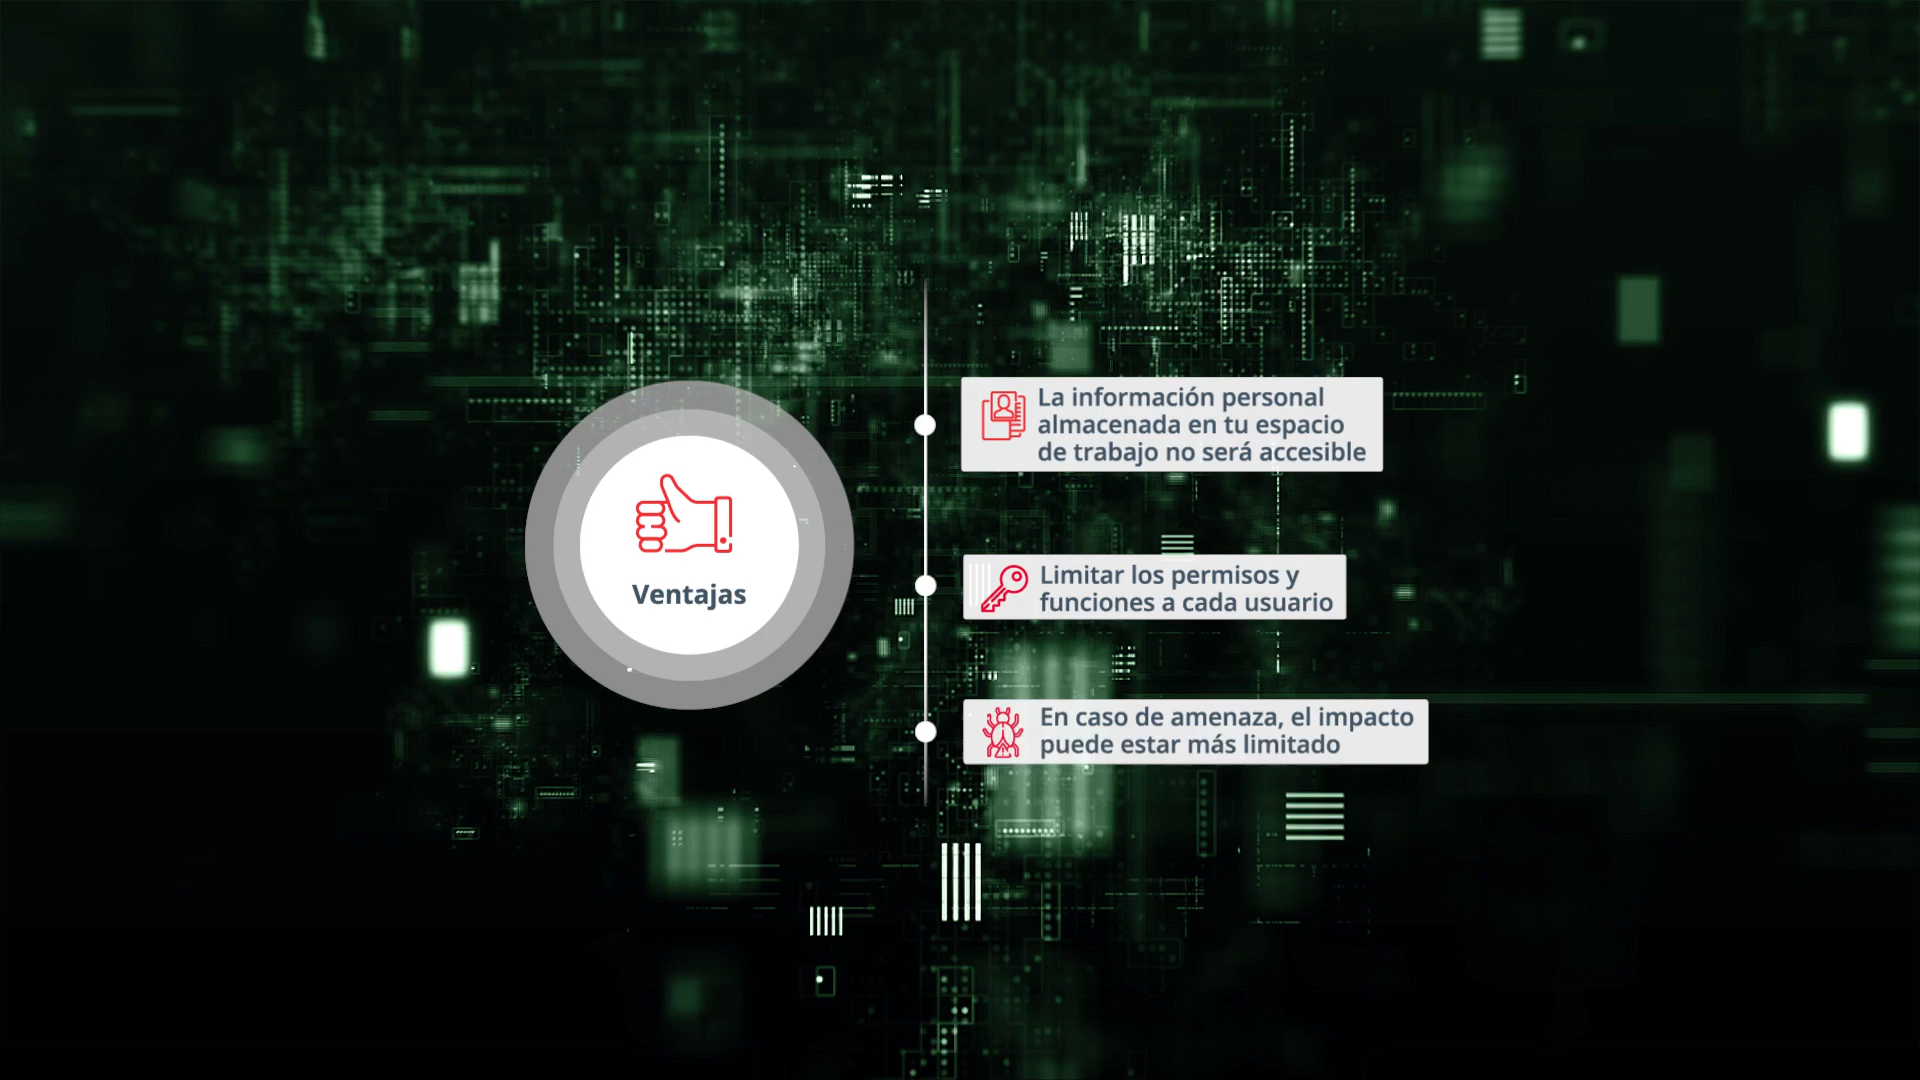 Ventajas
La información personal
almacenada en tu espacio
de trabajo no será accesible
Limitar los permisos y
funciones a cada usuario
En caso de amenaza, el impacto
puede estar más limitado